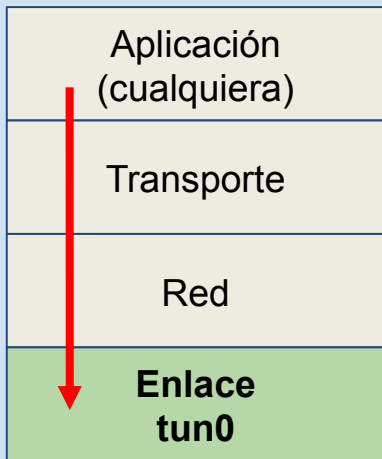 Aplicación
(cualquiera)
Transporte
Red
Enlace
tun0